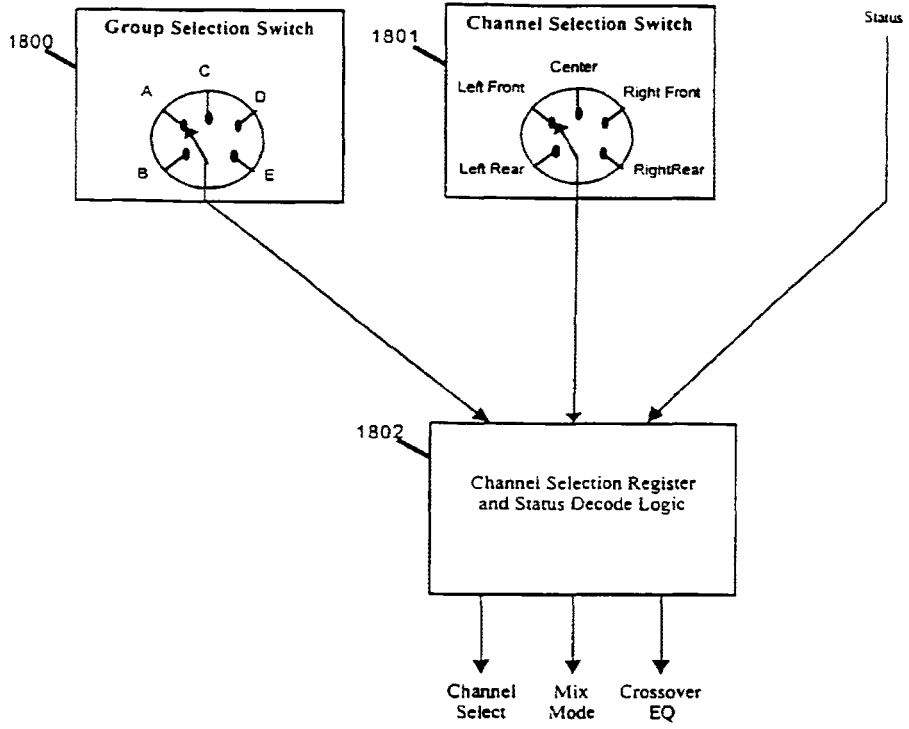 Group Selection Switch
1800
C
A
D
B
E
Channel Selection Switch
1801
Center
Left Front
Right Front
Left Rear
RightRear
Status
1802
Channel Selection Register
and Status Decode Logic
Channel
Select
Mix
Mode
Crossover
EQ